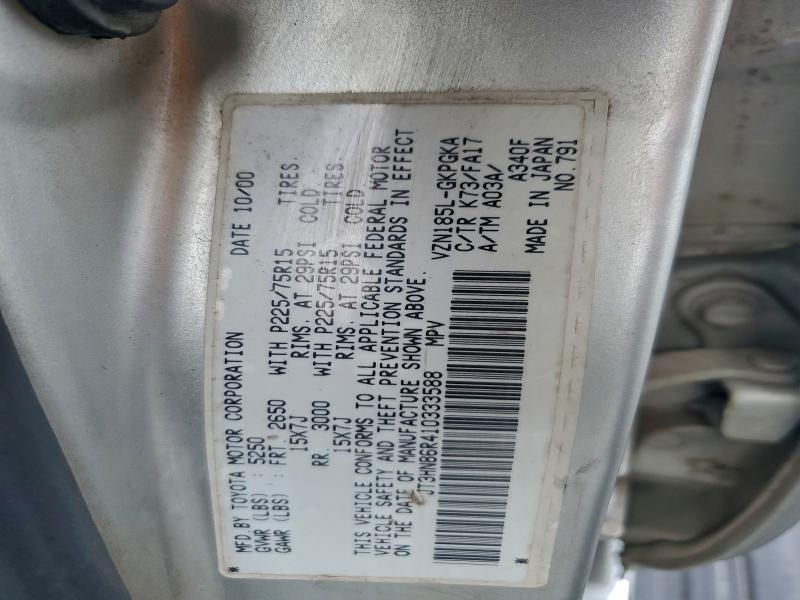 MFD.BY TOYOTA MOTOR CORPORATION DATE 10/00
GVWR (LBS) : 5250
GAWR (LBS) : FRT. 2650 WITH P225/75R15 TIRES,
15X7J RIMS, AT 29PSI COLD
RR. 3000 WITH P225/75R15 TIRES,
15X7J RIMS, AT 29PSI COLD
THIS VEHICLE CONFORMS TO ALL APPLICABLE FEDERAL MOTOR
VEHICLE SAFETY AND THEFT PREVENTION STANDARDS IN EFFECT
ON THE DATE OF MANUFACTURE SHOWN ABOVE.
JT3HN86R410333588 MPV
VZN185L-GKPGKA
C/TR K73/FA17
A/TM A03A/
A340F
MADE IN JAPAN
NO.791
* *